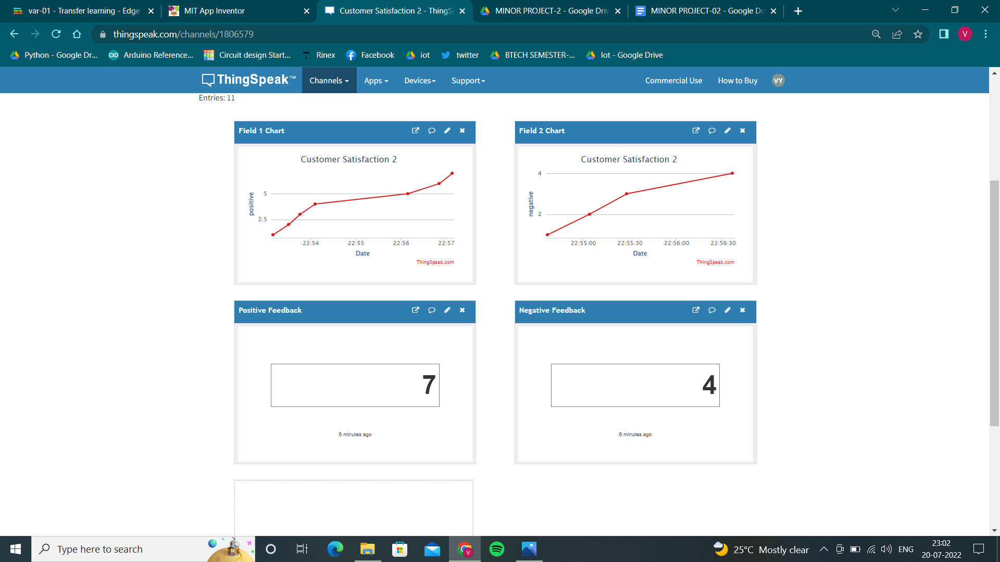 var-01 - Transfer learning - Edge
MIT App Inventor
Customer Satisfaction 2 - ThingS
MINOR PROJECT-2 - Google Driv
MINOR PROJECT-02 - Google Do
thingspeak.com/channels/1806579
V
Python - Google Dr...
Arduino Reference...
Circuit design Start...
Rinex
Facebook
iot
twitter
BTECH SEMESTER-...
Iot - Google Drive
ThingSpeak™
Channels
Apps
Devices
Support
Commercial Use
How to Buy
VY
Entries: 11
Field 1 Chart
Customer Satisfaction 2
positive
5
2.5
22:54 22:55 22:56 22:57
Date
ThingSpeak.com
Field 2 Chart
Customer Satisfaction 2
negative
4
2
22:55:00 22:55:30 22:56:00 22:56:30
Date
ThingSpeak.com
Positive Feedback
7
5 minutes ago
Negative Feedback
4
6 minutes ago
Type here to search
V
25°C Mostly clear
ENG
23:02
20-07-2022